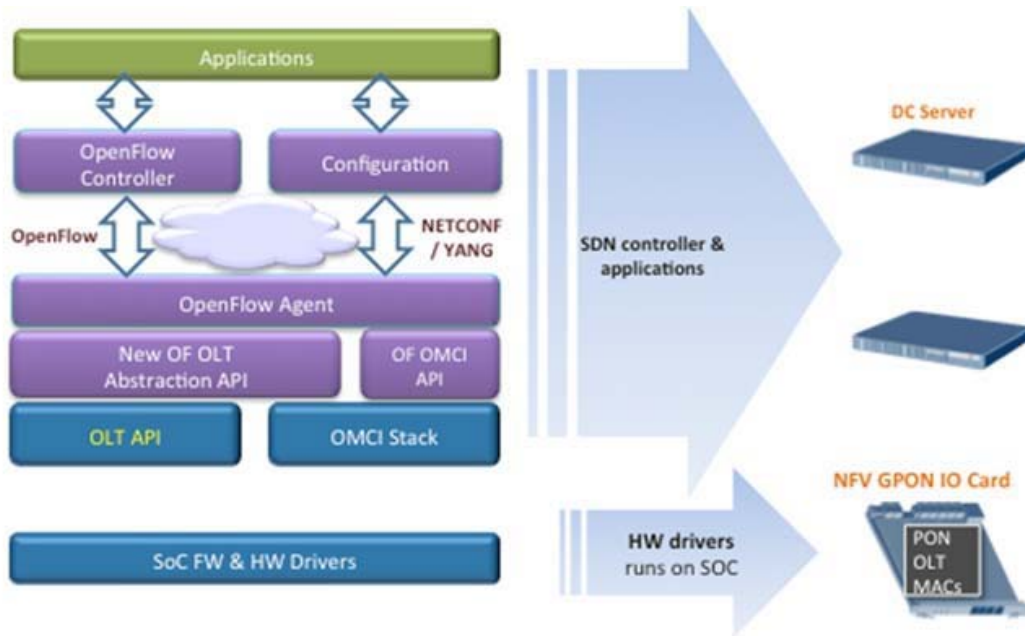 Applications
OpenFlow
Controller
Configuration
OpenFlow
NETCONF
/ YANG
OpenFlow Agent
New OF OLT
Abstraction API
OF OMCI
API
OLT API
OMCI Stack
SoC FW & HW Drivers
SDN controller &
applications
HW drivers
runs on SOC
DC Server
NFV GPON IO Card
PON
OLT
MACs